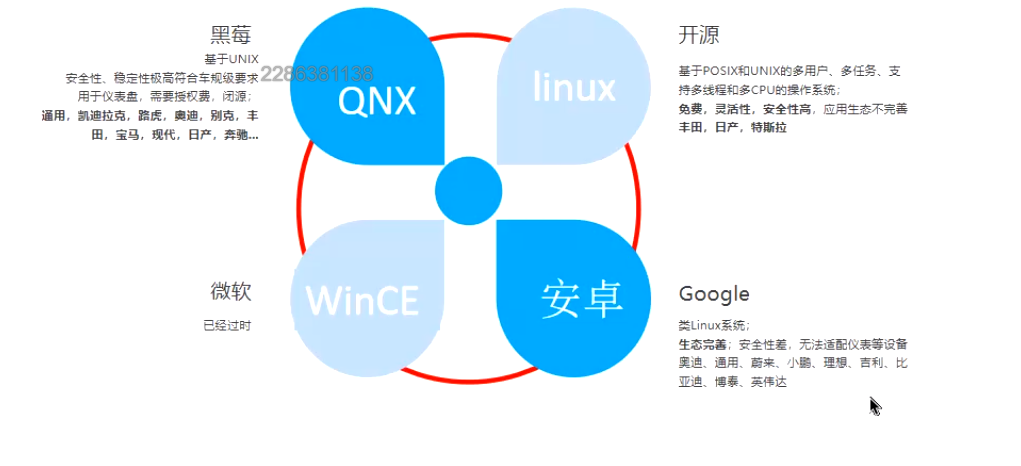 黑莓
基于UNIX
安全性、稳定性极高符合车规级要求
用于仪表盘，需要授权费，闭源；
通用，凯迪拉克，路虎，奥迪，别克，丰
田，宝马，现代，日产，奔驰...
2286381138
QNX
linux
开源
基于POSIX和UNIX的多用户、多任务、支
持多线程和多CPU的操作系统；
免费，灵活性，安全性高，应用生态不完善
丰田，日产，特斯拉
微软
已经过时
WinCE
安卓
Google
类Linux系统；
生态完善；安全性差，无法适配仪表等设备
奥迪、通用、蔚来、小鹏、理想、吉利、比
亚迪、博泰、英伟达